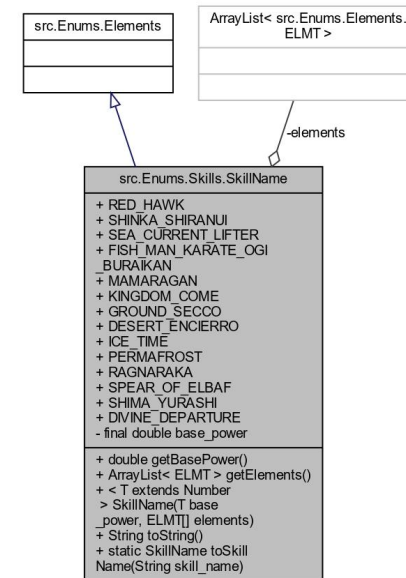 src.Enums.Elements
ArrayList< src.Enums.Elements.
ELMT >
-elements
src.Enums.Skills.SkillName
+ RED_HAWK
+ SHINKA_SHIRANUI
+ SEA_CURRENT_LIFTER
+ FISH_MAN_KARATE_OGI
_BURAIKAN
+ MAMARAGAN
+ KINGDOM_COME
+ GROUND_SECCO
+ DESERT_ENCIERRO
+ ICE_TIME
+ PERMAFROST
+ RAGNARAKA
+ SPEAR_OF_ELBAF
+ SHIMA_YURASHI
+ DIVINE_DEPARTURE
- final double base_power
+ double getBasePower()
+ ArrayList< ELMT > getElements()
+ < T extends Number
 > SkillName(T base
_power, ELMT[] elements)
+ String toString()
+ static SkillName toSkill
Name(String skill_name)